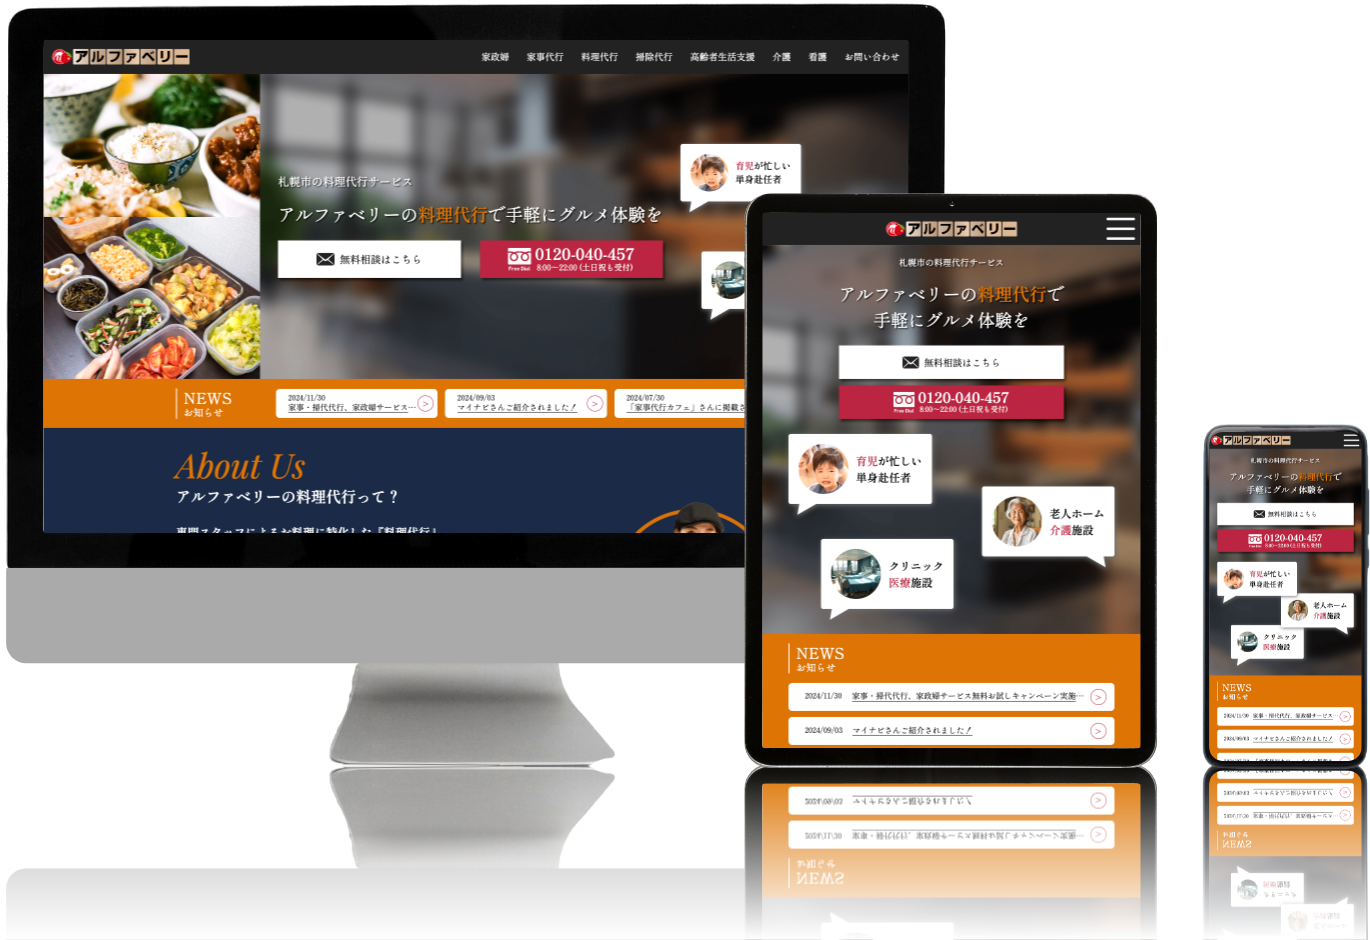 アルファベリー
家政婦 家事代行 料理代行 掃除代行 高齢者生活支援 介護 看護 お問い合わせ
札幌市の料理代行サービス
アルファベリーの料理代行で手軽にグルメ体験を
無料相談はこちら
0120-040-457
Free Dial 8:00〜22:00 (土日祝も受付)
育児が忙しい
単身赴任者
NEWS
お知らせ
2024/11/30
家事・掃代代行、家政婦サービス…
2024/09/03
マイナビさんご紹介されました!
2024/07/30
「家事代行カフェ」さんに掲載さ
About Us
アルファベリーの料理代行って?
専門スタッフによるお料理に特化した『料理代行』
アルファベリー
札幌市の料理代行サービス
アルファベリーの料理代行で
手軽にグルメ体験を
無料相談はこちら
0120-040-457
Free Dial 8:00〜22:00 (土日祝も受付)
育児が忙しい
単身赴任者
老人ホーム
介護施設
クリニック
医療施設
NEWS
お知らせ
2024/11/30 家事・掃代代行、家政婦サービス無料お試しキャンペーン実施…
2024/09/03 マイナビさんご紹介されました!
アルファベリー
札幌市の料理代行サービス
アルファベリーの料理代行で
手軽にグルメ体験を
無料相談はこちら
0120-040-457
8:00〜22:00 (土日祝も受付)
育児が忙しい
単身赴任者
老人ホーム
介護施設
クリニック
医療施設
NEWS
お知らせ
2024/11/30 家事・掃代代行、家政婦サービス…
2024/09/03 マイナビさんご紹介されました!